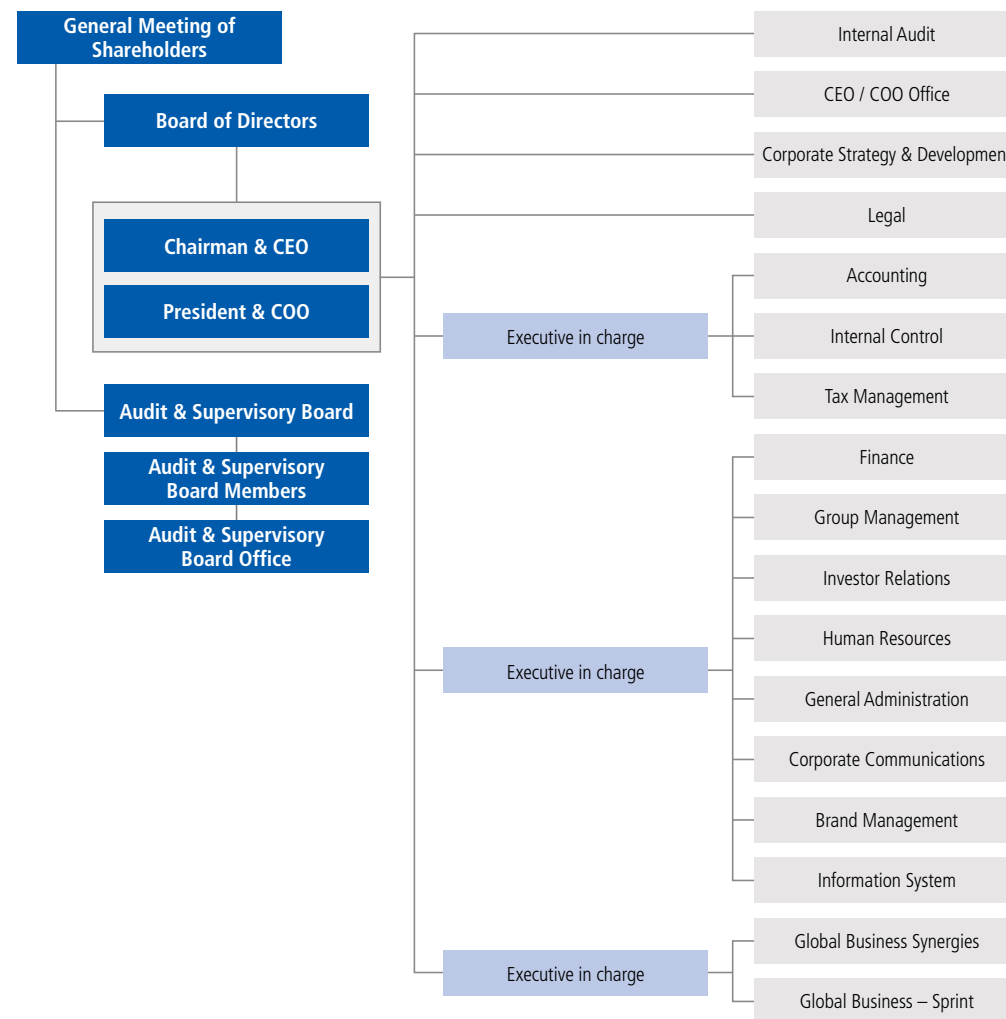 General Meeting of
Shareholders
Board of Directors
Chairman & CEO
President & COO
Audit & Supervisory Board
Audit & Supervisory
Board Members
Audit & Supervisory
Board Office
Executive in charge
Executive in charge
Executive in charge
Internal Audit
CEO / COO Office
Corporate Strategy & Developmen
Legal
Accounting
Internal Control
Tax Management
Finance
Group Management
Investor Relations
Human Resources
General Administration
Corporate Communications
Brand Management
Information System
Global Business Synergies
Global Business – Sprint